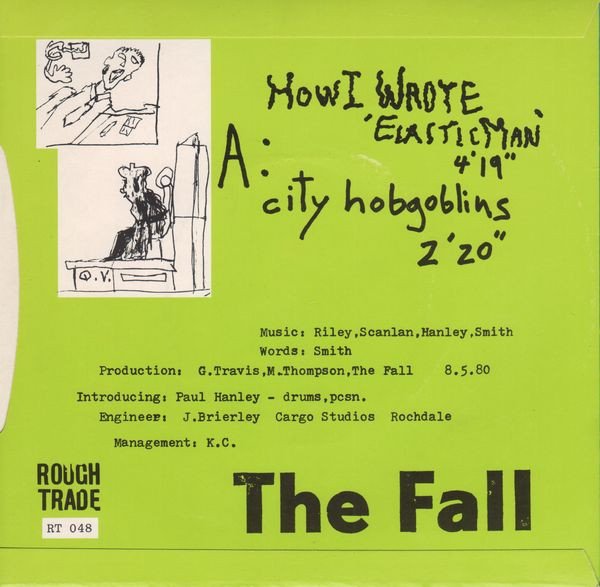 HOW I WROTE
'ELASTIC MAN'
4'19"
A:
city hobgoblins
2'20"
Q.V.
Music: Riley,Scanlan,Hanley,Smith
Words: Smith
Production: G.Travis,M.Thompson,The Fall 8.5.80
Introducing: Paul Hanley - drums,pcsn.
Engineer: J.Brierley Cargo Studios Rochdale
Management: K.C.
ROUGH
TRADE
RT 048
The Fall